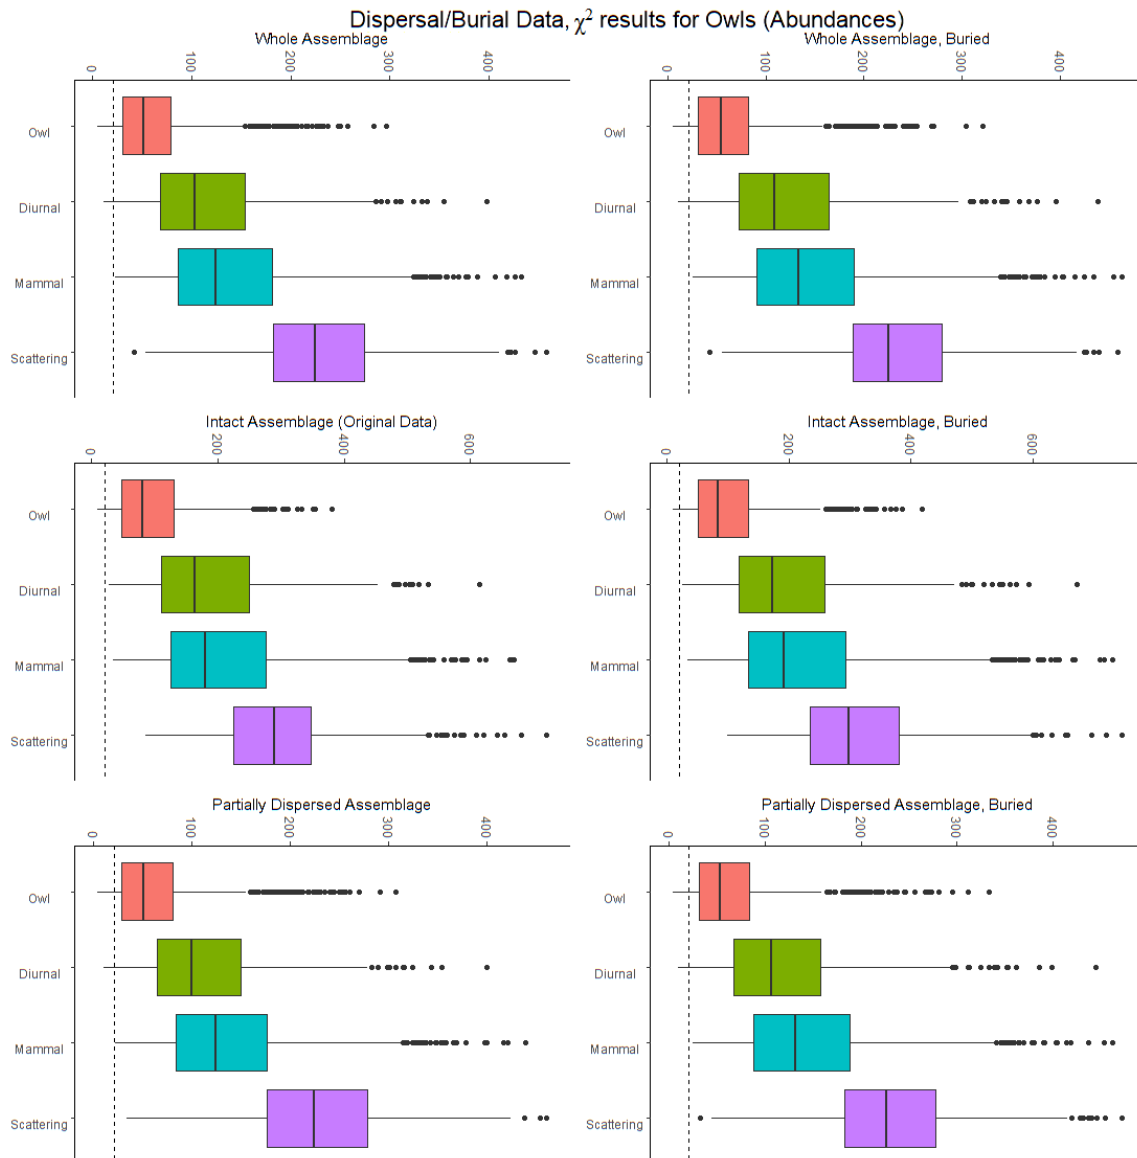 Dispersal/Burial Data, χ² results for Owls (Abundances)
Whole Assemblage
0 100 200 300 400
Owl
Diurnal
Mammal
Scattering
Whole Assemblage, Buried
0 100 200 300 400
Owl
Diurnal
Mammal
Scattering
Intact Assemblage (Original Data)
0 200 400 600
Owl
Diurnal
Mammal
Scattering
Intact Assemblage, Buried
0 200 400 600
Owl
Diurnal
Mammal
Scattering
Partially Dispersed Assemblage
0 100 200 300 400
Owl
Diurnal
Mammal
Scattering
Partially Dispersed Assemblage, Buried
0 100 200 300 400
Owl
Diurnal
Mammal
Scattering